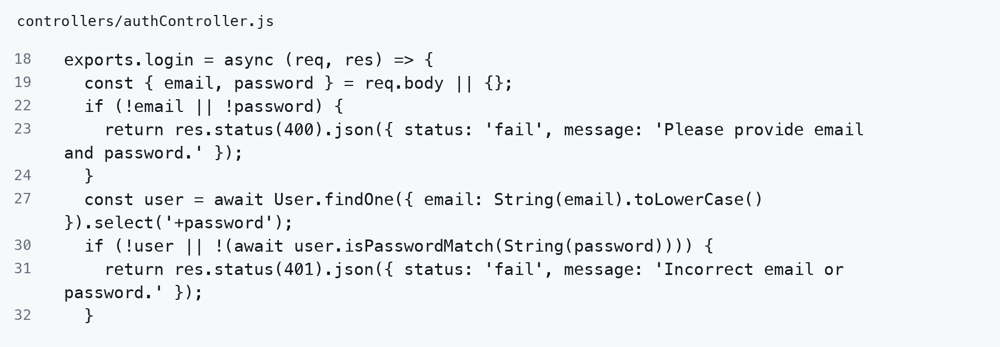 controllers/authController.js
18 exports.login = async (req, res) => {
19   const { email, password } = req.body || {};
22   if (!email || !password) {
23     return res.status(400).json({ status: 'fail', message: 'Please provide email
and password.' });
24   }
27   const user = await User.findOne({ email: String(email).toLowerCase()
}).select('+password');
30   if (!user || !(await user.isPasswordMatch(String(password)))) {
31     return res.status(401).json({ status: 'fail', message: 'Incorrect email or
password.' });
32   }